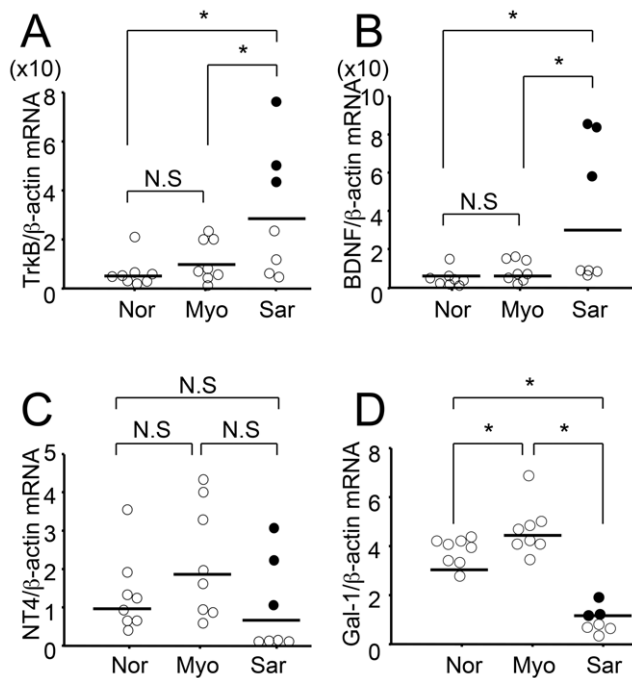 A
(x10)
TrkB/β-actin mRNA
8
6
4
2
0
*
*
N.S
Nor Myo Sar
B
(x10)
BDNF/β-actin mRNA
10
8
6
4
2
0
*
*
N.S
Nor Myo Sar
C
NT4/β-actin mRNA
5
4
3
2
1
0
N.S
N.S N.S
Nor Myo Sar
D
Gal-1/β-actin mRNA
8
6
4
2
0
*
* *
Nor Myo Sar